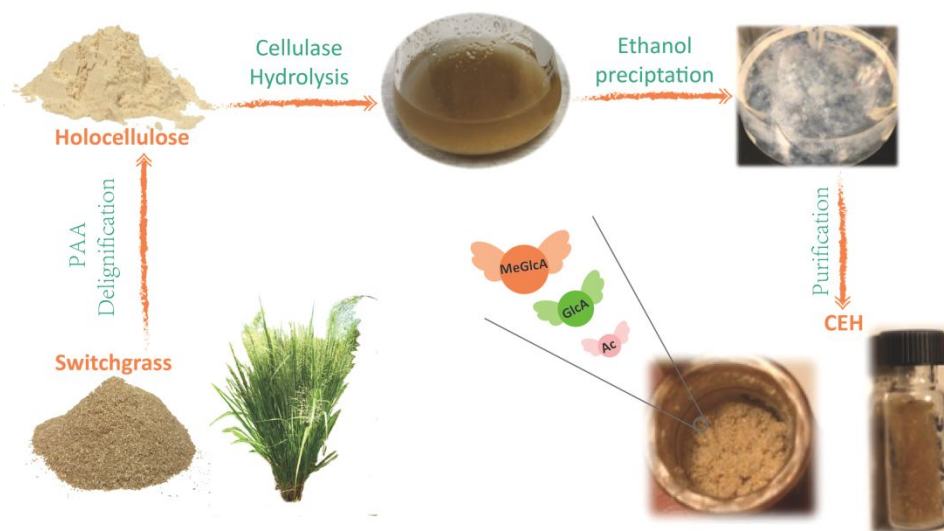 Cellulase
Hydrolysis
Ethanol
preciptation
Holocellulose
PAA
Delignification
Purification
MeGlcA
GlcA
Ac
CEH
Switchgrass